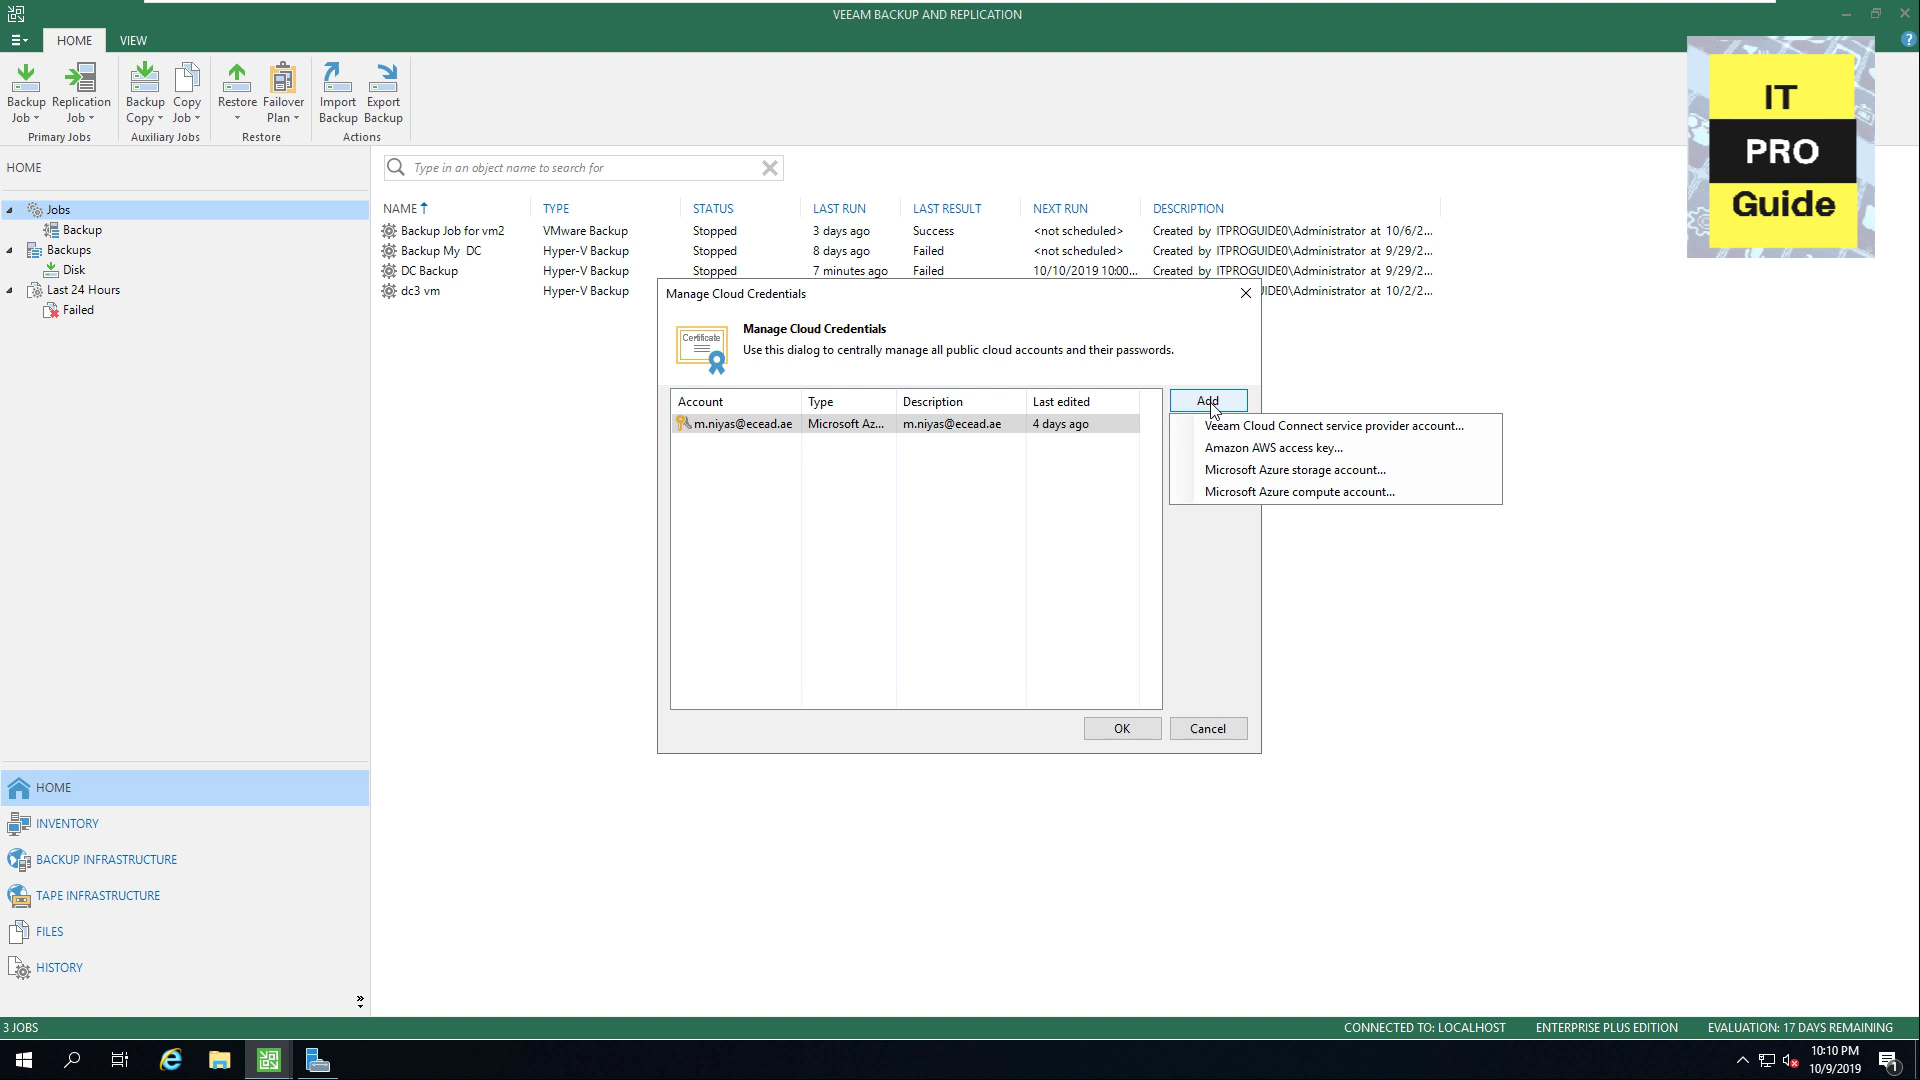 VEEAM BACKUP AND REPLICATION
HOME VIEW
Backup Job
Replication Job
Backup Copy
Copy Job
Restore
Failover Plan
Import Backup
Export Backup
Primary Jobs Auxiliary Jobs Restore Actions
IT
PRO
Guide
HOME
Type in an object name to search for
Jobs
Backup
Backups
Disk
Last 24 Hours
Failed
NAME TYPE STATUS LAST RUN LAST RESULT NEXT RUN DESCRIPTION
Backup Job for vm2 VMware Backup Stopped 3 days ago Success <not scheduled> Created by ITPROGUIDE0\Administrator at 10/6/2...
Backup My DC Hyper-V Backup Stopped 8 days ago Failed <not scheduled> Created by ITPROGUIDE0\Administrator at 9/29/2...
DC Backup Hyper-V Backup Stopped 7 minutes ago Failed 10/10/2019 10:00... Created by ITPROGUIDE0\Administrator at 9/29/2...
dc3 vm Hyper-V Backup JIDE0\Administrator at 10/2/2...
Manage Cloud Credentials
Certificate
Manage Cloud Credentials
Use this dialog to centrally manage all public cloud accounts and their passwords.
Account Type Description Last edited
m.niyas@ecead.ae Microsoft Az... m.niyas@ecead.ae 4 days ago
Add
Veeam Cloud Connect service provider account...
Amazon AWS access key...
Microsoft Azure storage account...
Microsoft Azure compute account...
OK Cancel
HOME
INVENTORY
BACKUP INFRASTRUCTURE
TAPE INFRASTRUCTURE
FILES
HISTORY
3 JOBS
CONNECTED TO: LOCALHOST ENTERPRISE PLUS EDITION EVALUATION: 17 DAYS REMAINING
10:10 PM
10/9/2019
1